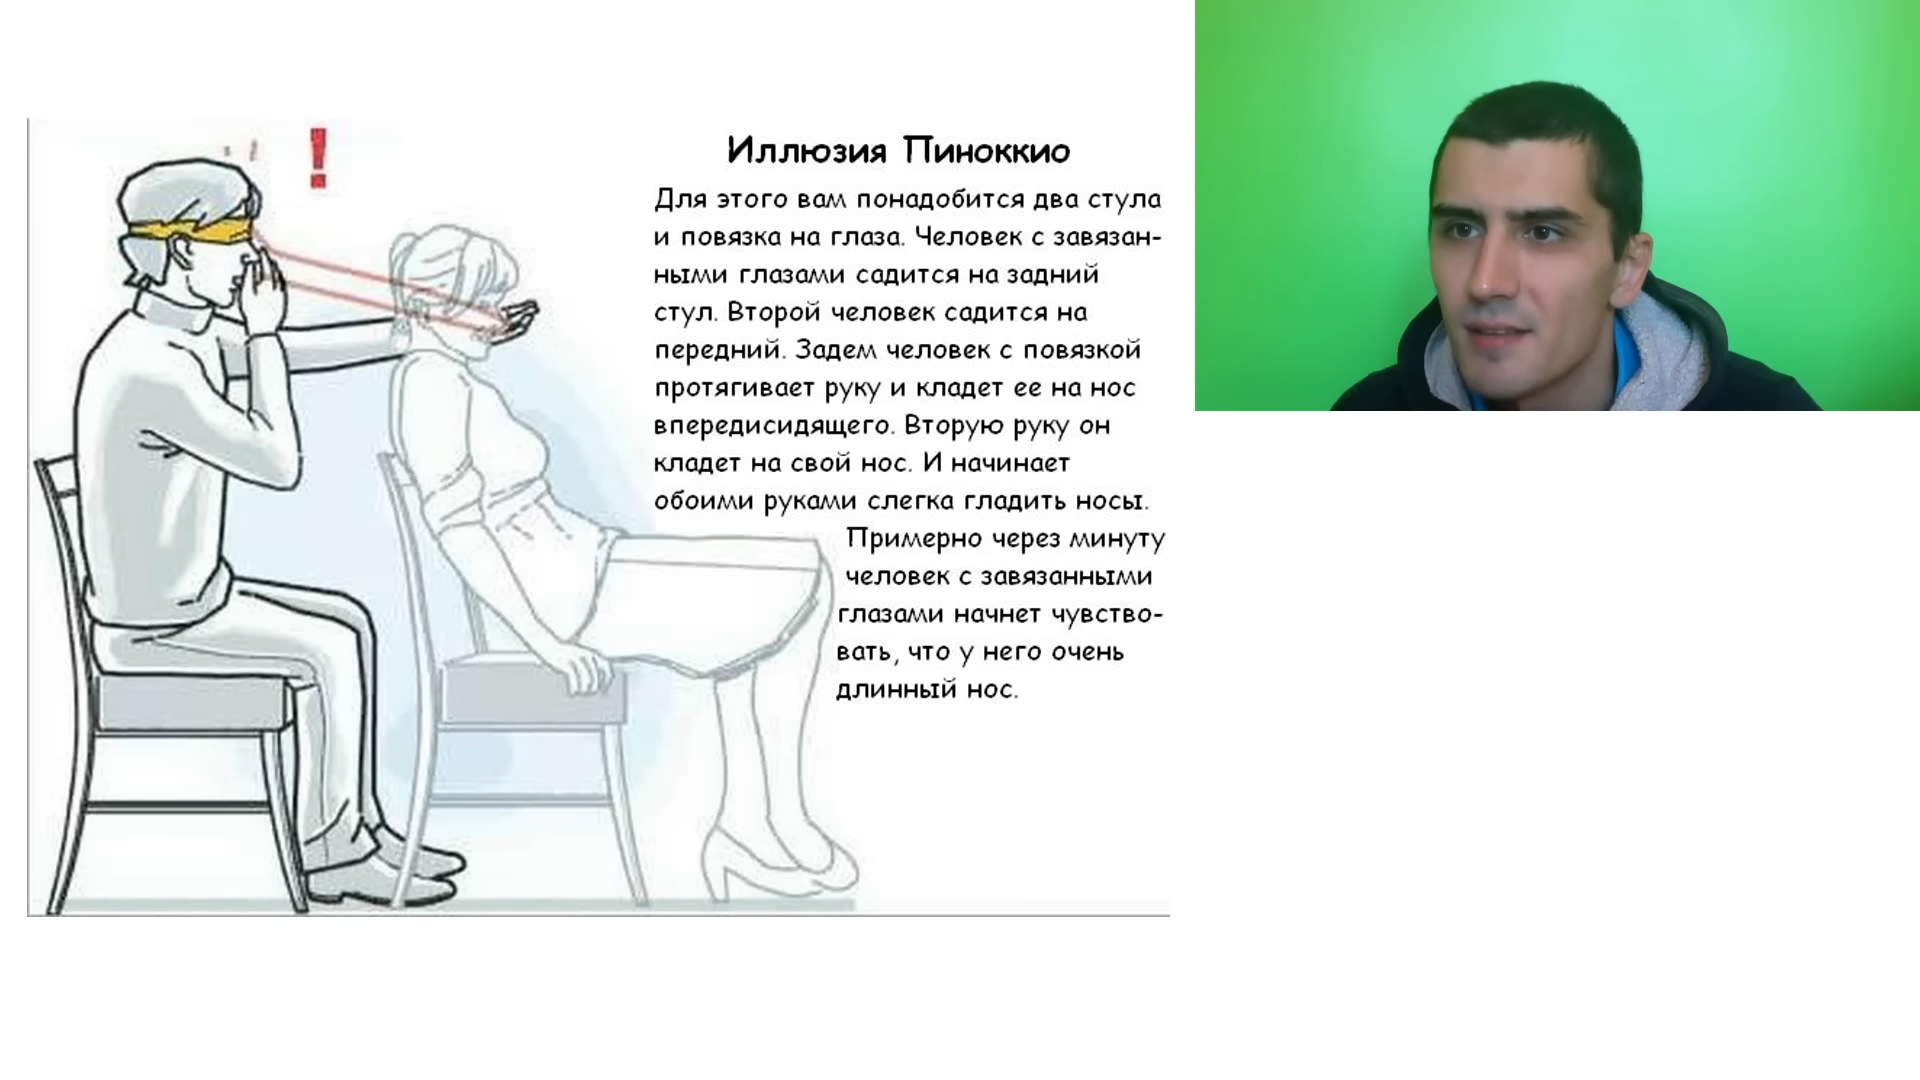 Иллюзия Пиноккио
Для этого вам понадобится два стула
и повязка на глаза. Человек с завязан-
ными глазами садится на задний
стул. Второй человек садится на
передний. Задем человек с повязкой
протягивает руку и кладет ее на нос
впередисидящего. Вторую руку он
кладет на свой нос. И начинает
обоими руками слегка гладить носы.
Примерно через минуту
человек с завязанными
глазами начнет чувство-
вать, что у него очень
длинный нос.